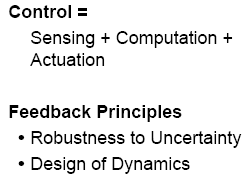 Control =
Sensing + Computation +
Actuation
Feedback Principles
• Robustness to Uncertainty
• Design of Dynamics